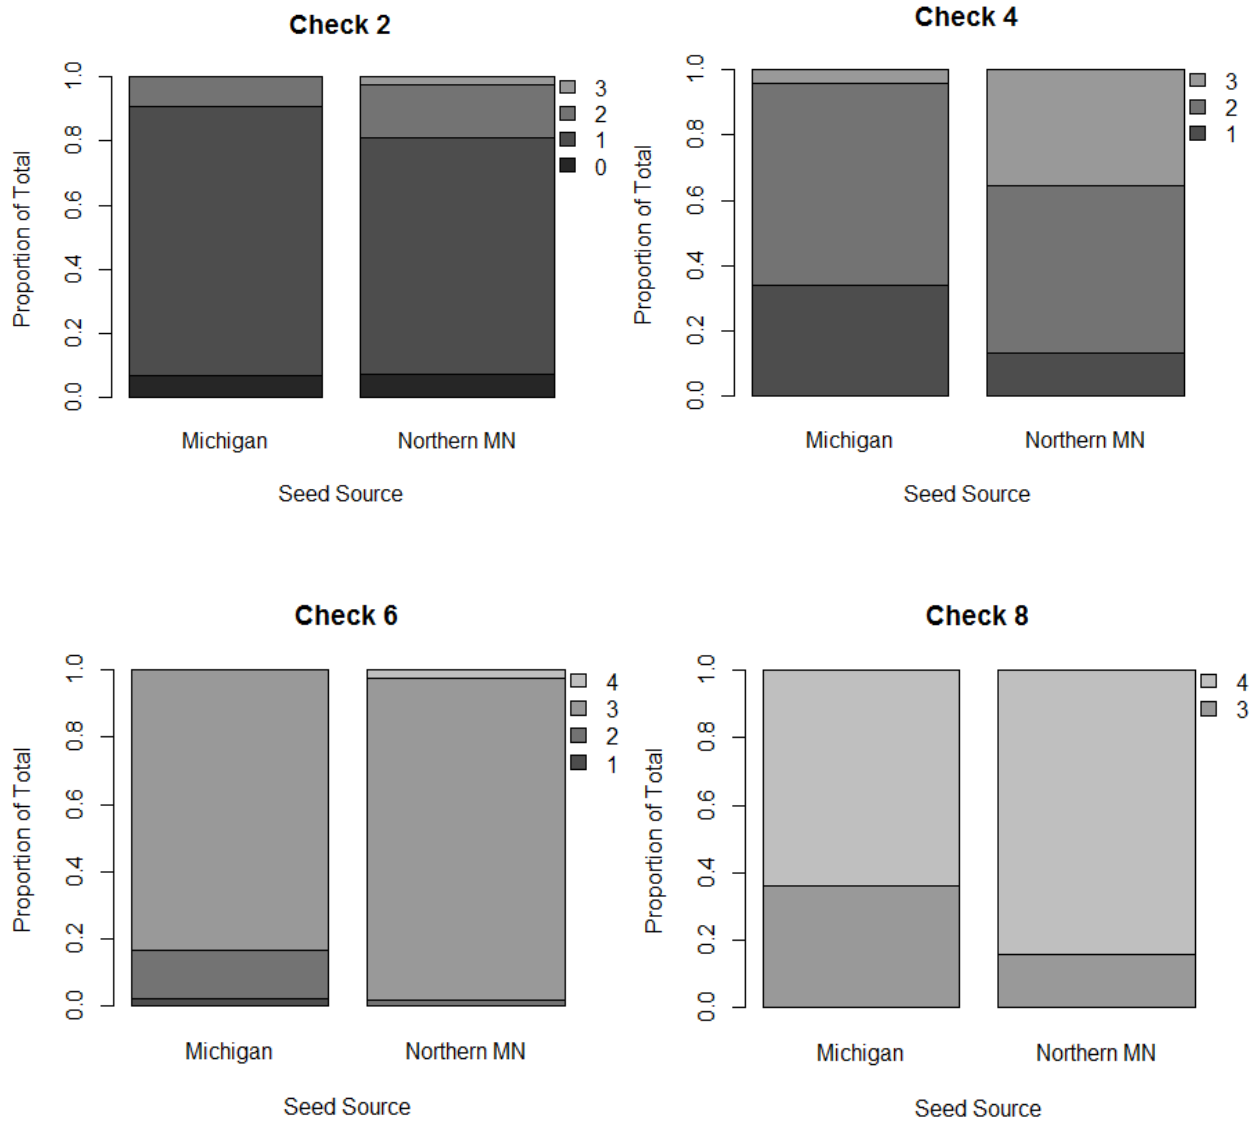 Check 2
Proportion of Total
1.0
0.8
0.6
0.4
0.2
0.0
3
2
1
0
Michigan Northern MN
Seed Source
Check 4
Proportion of Total
1.0
0.8
0.6
0.4
0.2
0.0
3
2
1
Michigan Northern MN
Seed Source
Check 6
Proportion of Total
1.0
0.8
0.6
0.4
0.2
0.0
4
3
2
1
Michigan Northern MN
Seed Source
Check 8
Proportion of Total
1.0
0.8
0.6
0.4
0.2
0.0
4
3
Michigan Northern MN
Seed Source